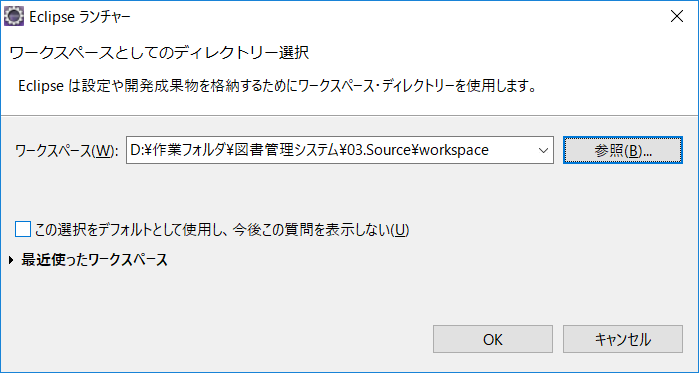 Eclipse ランチャー
ワークスペースとしてのディレクトリー選択
Eclipse は設定や開発成果物を格納するためにワークスペース・ディレクトリーを使用します。
ワークスペース(W): D:¥作業フォルダ¥図書管理システム¥03.Source¥workspace 参照(B)...
この選択をデフォルトとして使用し、今後この質問を表示しない(U)
最近使ったワークスペース
OK キャンセル